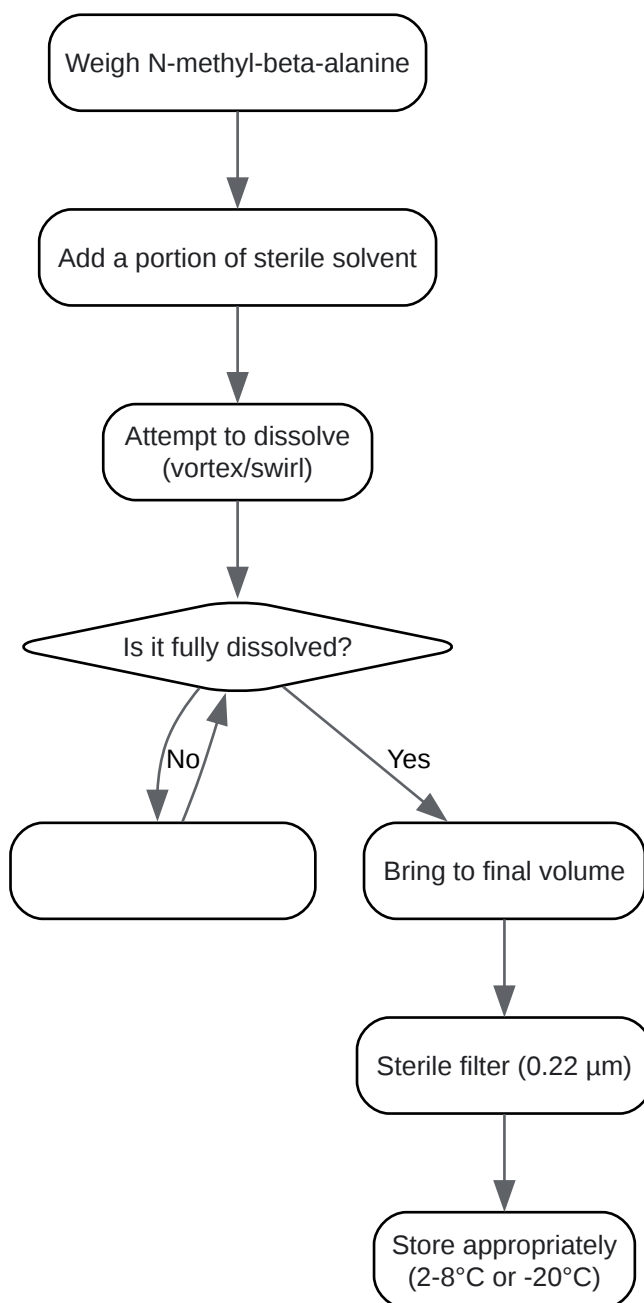 Weigh N-methyl-beta-alanine
Add a portion of sterile solvent
Attempt to dissolve
(vortex/swirl)
Is it fully dissolved?
No
Yes
Bring to final volume
Sterile filter (0.22 µm)
Store appropriately
(2-8°C or -20°C)